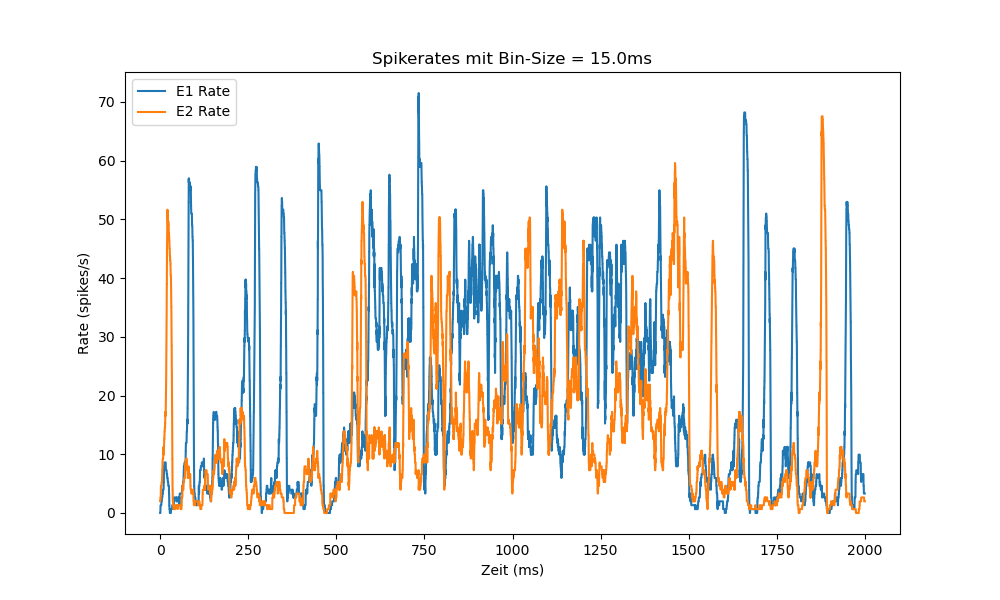 Spikerates mit Bin-Size = 15.0ms
E1 Rate
E2 Rate
Rate (spikes/s)
70
60
50
40
30
20
10
0
0 250 500 750 1000 1250 1500 1750 2000
Zeit (ms)